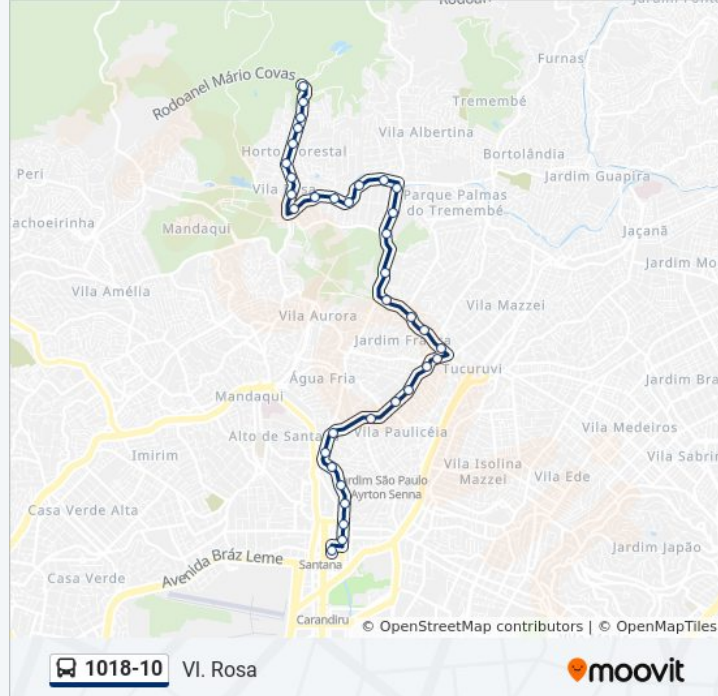 Rodoanel Mário Covas
Furnas
Tremembé
Vila Albertina
Horto Florestal
Bortolândia
Peri
Jardim Guapira
Parque Palmas
do Tremembé
achoeirinha
Mandaqui
Jaçanã
Jardim Mo
Vila Amélia
Vila Mazzei
Vila Aurora
Jardim França
Água Fria
Tucuruvi
Jardim Bra
Mandaqui
Vila Medeiros
Alto de Santana
Vila Paulicéia
Imirim
Vila Sabri
Vila Isolina
Mazzei
Vila Ede
Jardim São Paulo
Ayrton Senna
Casa Verde Alta
Jardim Japão
Avenida Bráz Leme
Santana
Casa Verde
Carandiru
© OpenStreetMap contributors | © OpenMapTiles
1018-10 Vl. Rosa
moovit